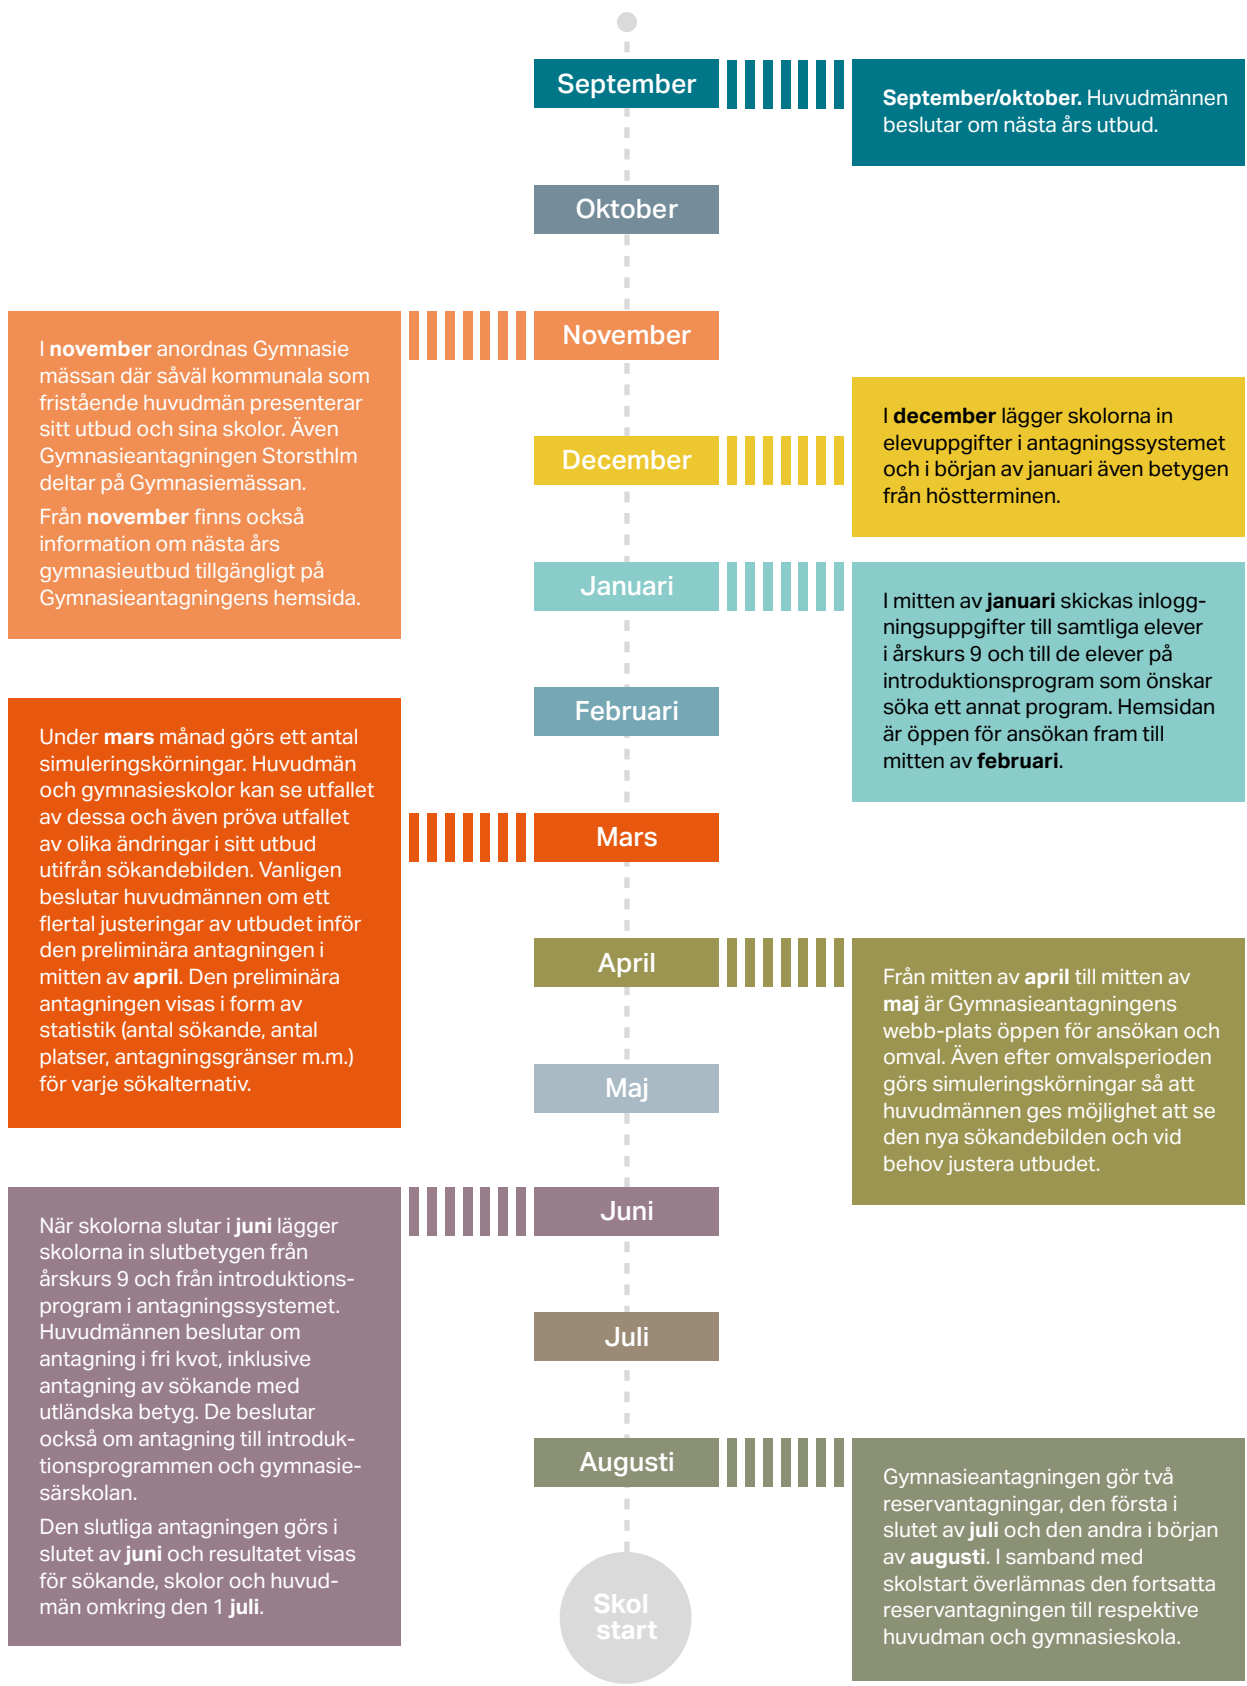 September
September/oktober. Huvudmännen
beslutar om nästa års utbud.
Oktober
November
I november anordnas Gymnasie
mässan där såväl kommunala som
fristående huvudmän presenterar
sitt utbud och sina skolor. Även
Gymnasieantagningen Storsthlm
deltar på Gymnasiemässan.
Från november finns också
information om nästa års
gymnasieutbud tillgängligt på
Gymnasieantagningens hemsida.
December
I december lägger skolorna in
elevuppgifter i antagningssystemet
och i början av januari även betygen
från höstterminen.
Januari
I mitten av januari skickas inlogg-
ningsuppgifter till samtliga elever
i årskurs 9 och till de elever på
introduktionsprogram som önskar
söka ett annat program. Hemsidan
är öppen för ansökan fram till
mitten av februari.
Februari
Mars
Under mars månad görs ett antal
simuleringskörningar. Huvudmän
och gymnasieskolor kan se utfallet
av dessa och även pröva utfallet
av olika ändringar i sitt utbud
utifrån sökandebilden. Vanligen
beslutar huvudmännen om ett
flertal justeringar av utbudet inför
den preliminära antagningen i
mitten av april. Den preliminära
antagningen visas i form av
statistik (antal sökande, antal
platser, antagningsgränser m.m.)
för varje sökalternativ.
April
Från mitten av april till mitten av
maj är Gymnasieantagningens
webb-plats öppen för ansökan och
omval. Även efter omvalsperioden
görs simuleringskörningar så att
huvudmännen ges möjlighet att se
den nya sökandebilden och vid
behov justera utbudet.
Maj
Juni
När skolorna slutar i juni lägger
skolorna in slutbetygen från
årskurs 9 och från introduktions-
program i antagningssystemet.
Huvudmännen beslutar om
antagning i fri kvot, inklusive
antagning av sökande med
utländska betyg. De beslutar
också om antagning till introduk-
tionsprogrammen och gymnasie-
särskolan.
Den slutliga antagningen görs i
slutet av juni och resultatet visas
för sökande, skolor och huvud-
män omkring den 1 juli.
Juli
Augusti
Gymnasieantagningen gör två
reservantagningar, den första i
slutet av juli och den andra i början
av augusti. I samband med
skolstart överlämnas den fortsatta
reservantagningen till respektive
huvudman och gymnasieskola.
Skol
start